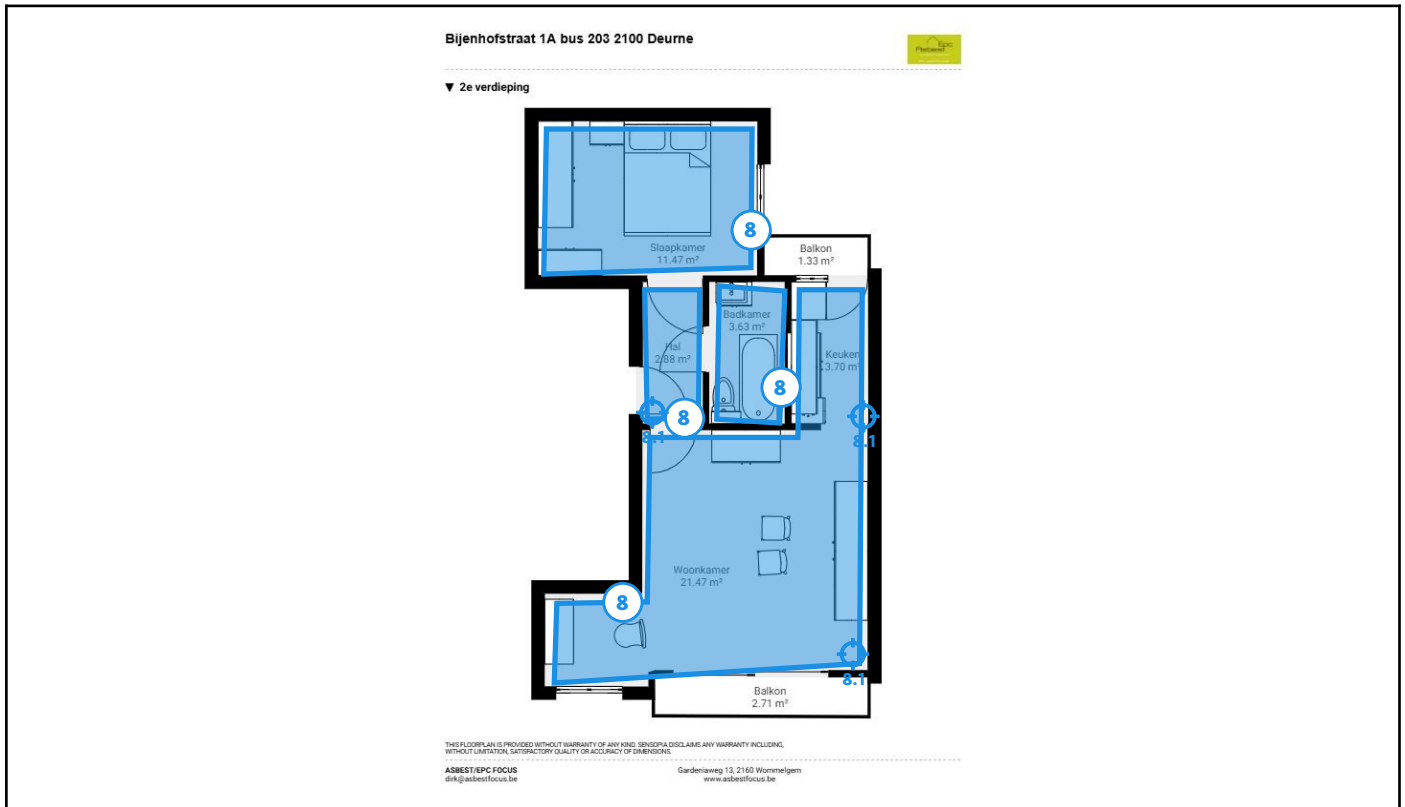 Bijenhofstraat 1A bus 203 2100 Deurne
Epc
▼ 2e verdieping
8
Slaapkamer
11.47 m²
Balkon
1.33 m²
Badkamer
3.63 m²
Hal
2.88 m²
Keuken
3.70 m²
8
8
8.1
8.1
Woonkamer
21.47 m²
8
8.1
Balkon
2.71 m²
THIS FLOORPLAN IS PROVIDED WITHOUT WARRANTY OF ANY KIND. SENSOPIA DISCLAIMS ANY WARRANTY INCLUDING,
WITHOUT LIMITATION, SATISFACTORY QUALITY OR ACCURACY OF DIMENSIONS.
ASBEST/EPC FOCUS
dirk@asbestfocus.be
Gardeniaweg 13, 2160 Wommelgem
www.asbestfocus.be